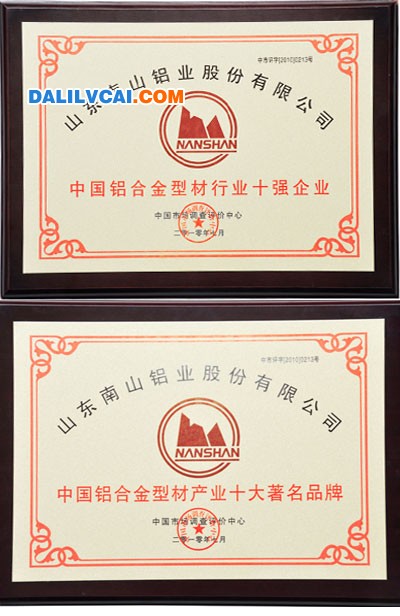 中市评字[2010]0213号
山东南山铝业股份有限公司
DALILVCAI.COM
NANSHAN
中国铝合金型材行业十强企业
中国市场调查评价中心
二〇一〇年七月
中市评字[2010]0213号
山东南山铝业股份有限公司
NANSHAN
中国铝合金型材产业十大著名品牌
中国市场调查评价中心
二〇一〇年七月